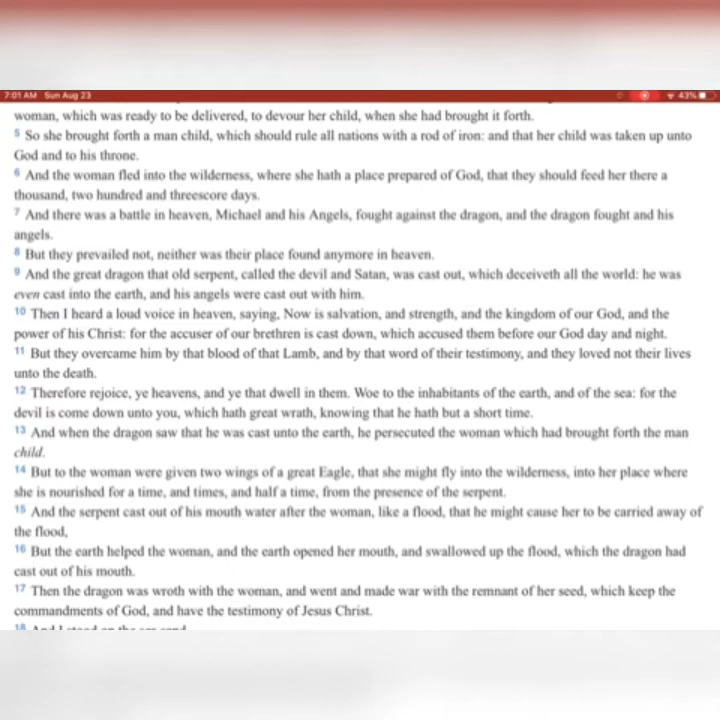 7:01 AM Sun Aug 23
43%
woman, which was ready to be delivered, to devour her child, when she had brought it forth.
5 So she brought forth a man child, which should rule all nations with a rod of iron: and that her child was taken up unto
God and to his throne.
6 And the woman fled into the wilderness, where she hath a place prepared of God, that they should feed her there a
thousand, two hundred and threescore days.
7 And there was a battle in heaven, Michael and his Angels, fought against the dragon, and the dragon fought and his
angels.
8 But they prevailed not, neither was their place found anymore in heaven.
9 And the great dragon that old serpent, called the devil and Satan, was cast out, which deceiveth all the world: he was
even cast into the earth, and his angels were cast out with him.
10 Then I heard a loud voice in heaven, saying, Now is salvation, and strength, and the kingdom of our God, and the
power of his Christ: for the accuser of our brethren is cast down, which accused them before our God day and night.
11 But they overcame him by that blood of that Lamb, and by that word of their testimony, and they loved not their lives
unto the death.
12 Therefore rejoice, ye heavens, and ye that dwell in them. Woe to the inhabitants of the earth, and of the sea: for the
devil is come down unto you, which hath great wrath, knowing that he hath but a short time.
13 And when the dragon saw that he was cast unto the earth, he persecuted the woman which had brought forth the man
child.
14 But to the woman were given two wings of a great Eagle, that she might fly into the wilderness, into her place where
she is nourished for a time, and times, and half a time, from the presence of the serpent.
15 And the serpent cast out of his mouth water after the woman, like a flood, that he might cause her to be carried away of
the flood,
16 But the earth helped the woman, and the earth opened her mouth, and swallowed up the flood, which the dragon had
cast out of his mouth.
17 Then the dragon was wroth with the woman, and went and made war with the remnant of her seed, which keep the
commandments of God, and have the testimony of Jesus Christ.
18 And I stood on the sea sand.